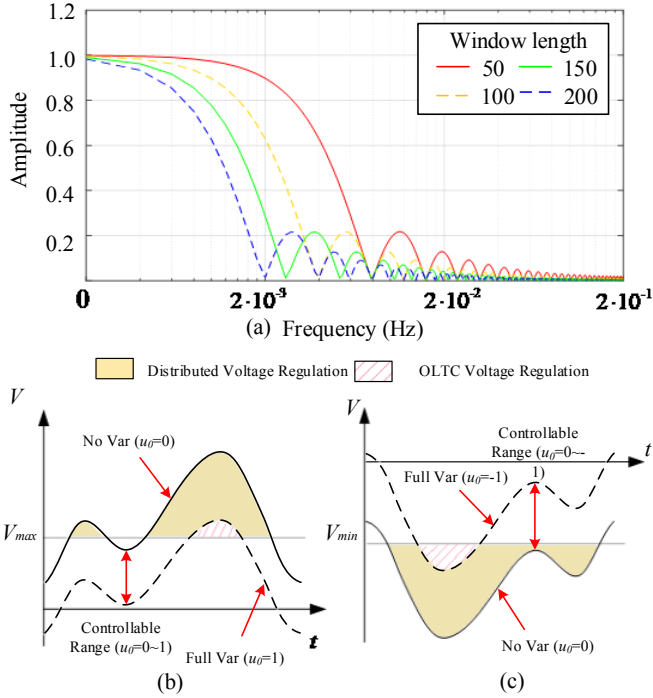 1.2
1.0
0.8
0.6
0.4
0.2
Amplitude
Window length
50
150
100
200
0
2·10⁻³
2·10⁻²
2·10⁻¹
(a)
Frequency (Hz)
Distributed Voltage Regulation
OLTC Voltage Regulation
V
No Var (u₀=0)
Vmax
Controllable
Range (u₀=0~1)
Full Var (u₀=1)
t
(b)
V
Controllable
Range (u₀=0~-
1)
t
Full Var (u₀=-1)
Vmin
No Var (u₀=0)
(c)